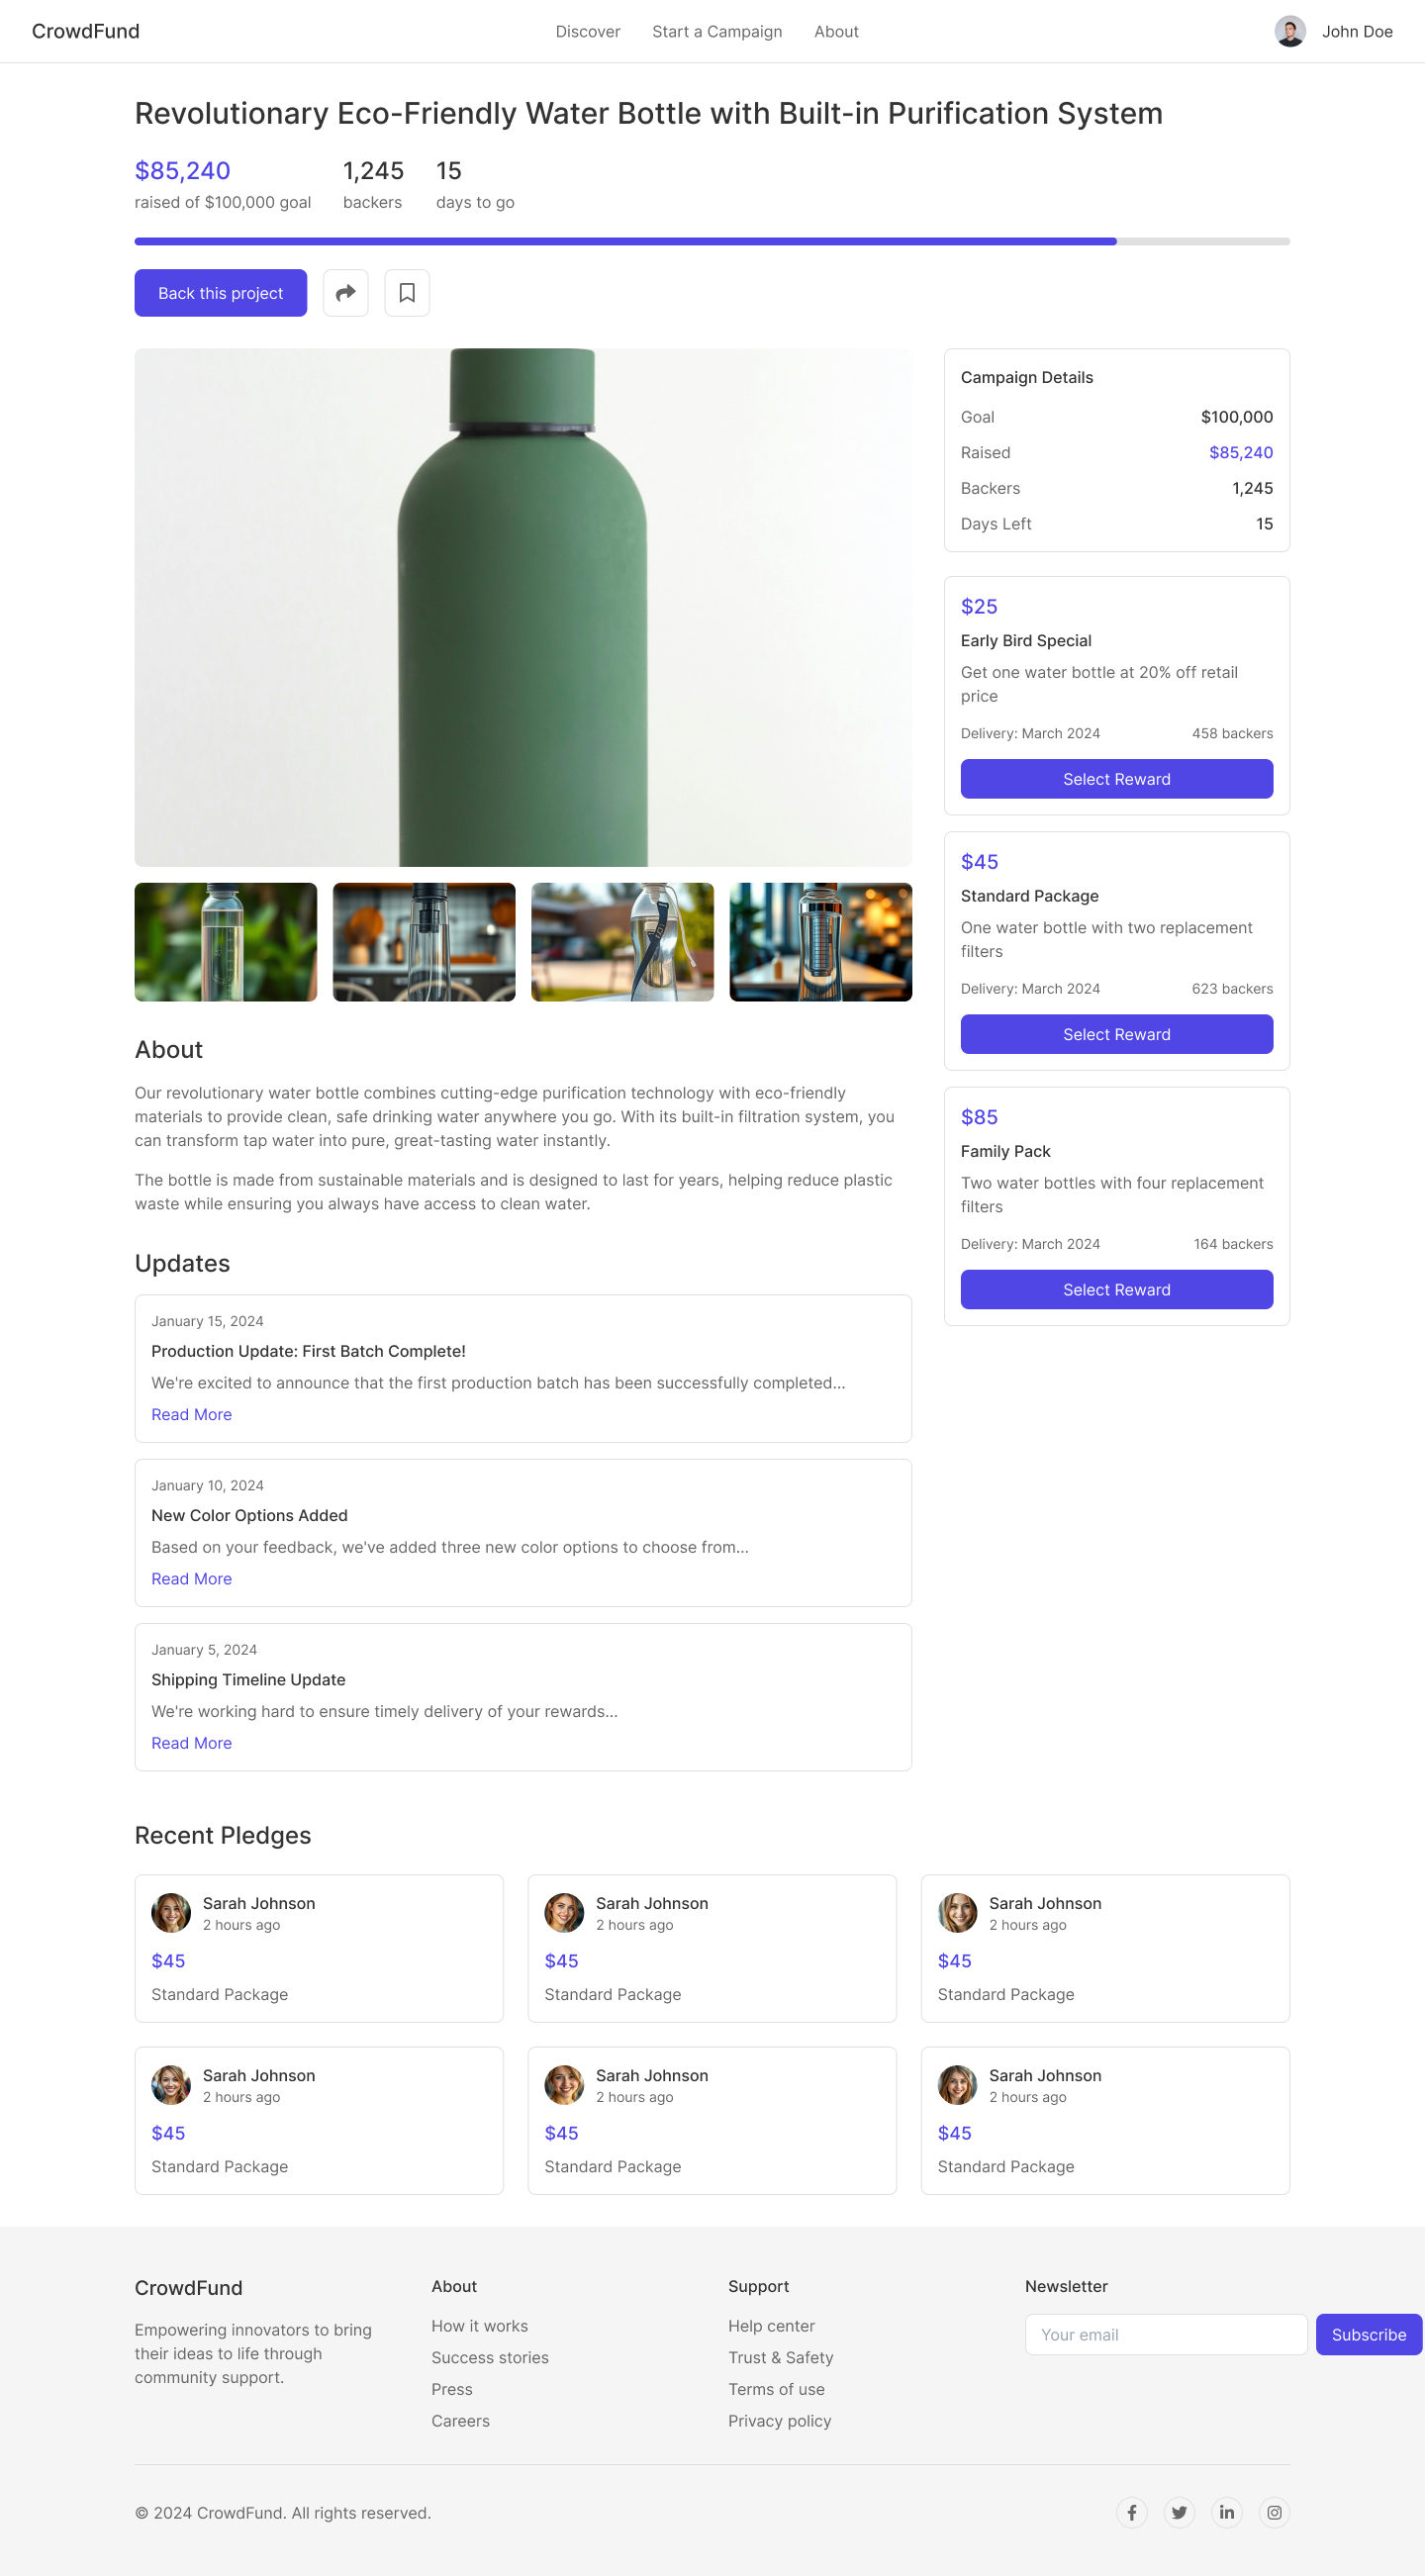 CrowdFund
Discover
Start a Campaign
About
John Doe
Revolutionary Eco-Friendly Water Bottle with Built-in Purification System
$85,240
raised of $100,000 goal
1,245
backers
15
days to go
Back this project
Campaign Details
Goal
$100,000
Raised
$85,240
Backers
1,245
Days Left
15
$25
Early Bird Special
Get one water bottle at 20% off retail
price
Delivery: March 2024
458 backers
Select Reward
$45
Standard Package
One water bottle with two replacement
filters
Delivery: March 2024
623 backers
Select Reward
$85
Family Pack
Two water bottles with four replacement
filters
Delivery: March 2024
164 backers
Select Reward
About
Our revolutionary water bottle combines cutting-edge purification technology with eco-friendly
materials to provide clean, safe drinking water anywhere you go. With its built-in filtration system, you
can transform tap water into pure, great-tasting water instantly.
The bottle is made from sustainable materials and is designed to last for years, helping reduce plastic
waste while ensuring you always have access to clean water.
Updates
January 15, 2024
Production Update: First Batch Complete!
We're excited to announce that the first production batch has been successfully completed...
Read More
January 10, 2024
New Color Options Added
Based on your feedback, we've added three new color options to choose from...
Read More
January 5, 2024
Shipping Timeline Update
We're working hard to ensure timely delivery of your rewards...
Read More
Recent Pledges
Sarah Johnson
2 hours ago
$45
Standard Package
Sarah Johnson
2 hours ago
$45
Standard Package
Sarah Johnson
2 hours ago
$45
Standard Package
Sarah Johnson
2 hours ago
$45
Standard Package
Sarah Johnson
2 hours ago
$45
Standard Package
Sarah Johnson
2 hours ago
$45
Standard Package
CrowdFund
Empowering innovators to bring
their ideas to life through
community support.
About
How it works
Success stories
Press
Careers
Support
Help center
Trust & Safety
Terms of use
Privacy policy
Newsletter
Your email
Subscribe
© 2024 CrowdFund. All rights reserved.